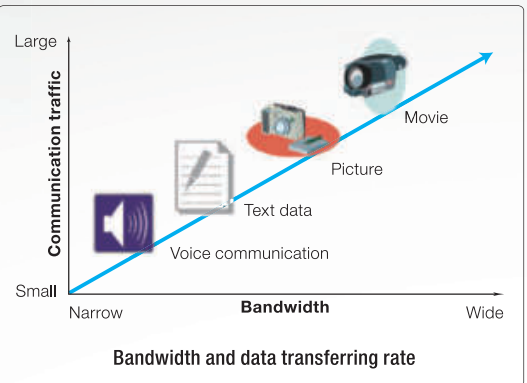 Large
Communication traffic
Movie
Picture
Text data
Voice communication
Small
Narrow
Bandwidth
Wide
Bandwidth and data transferring rate